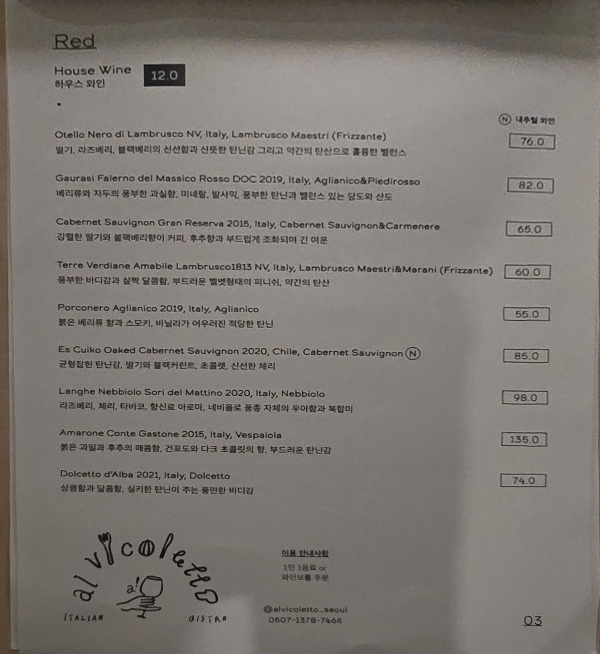 Red
House Wine 12.0
하우스 와인
Ⓝ 내추럴 와인
Otello Nero di Lambrusco NV, Italy, Lambrusco Maestri (Frizzante) 76.0
딸기, 라즈베리, 블랙베리의 신선함과 산뜻한 탄닌감 그리고 약간의 탄산으로 훌륭한 밸런스
Gaurasi Falerno del Massico Rosso DOC 2019, Italy, Aglianico&Piedirosso 82.0
베리류와 자두의 풍부한 과실향, 미네랄, 발사믹, 풍부한 탄닌과 밸런스 있는 당도와 산도
Cabernet Sauvignon Gran Reserva 2015, Italy, Cabernet Sauvignon&Carmenere 65.0
강렬한 딸기와 블랙베리향이 커피, 후추향과 부드럽게 조화되며 긴 여운
Terre Verdiane Amabile Lambrusco1813 NV, Italy, Lambrusco Maestri&Marani (Frizzante) 60.0
풍부한 바디감과 살짝 달콤함, 부드러운 벨벳형태의 피니쉬, 약간의 탄산
Porconero Aglianico 2019, Italy, Aglianico 55.0
붉은 베리류 향과 스모키, 바닐라가 어우러진 적당한 탄닌
Es Cuiko Oaked Cabernet Sauvignon 2020, Chile, Cabernet Sauvignon Ⓝ 85.0
균형잡힌 탄닌감, 딸기와 블랙커런트, 초콜렛, 신선한 체리
Langhe Nebbiolo Sori del Mattino 2020, Italy, Nebbiolo 98.0
라즈베리, 체리, 타바코, 향신료 아로마, 네비올로 품종 자체의 우아함과 복합미
Amarone Conte Gastone 2015, Italy, Vespaiola 135.0
붉은 과일과 후추의 매콤함, 건포도와 다크 초콜릿의 향, 부드러운 탄닌감
Dolcetto d'Alba 2021, Italy, Dolcetto 74.0
상큼함과 달콤함, 실키한 탄닌이 주는 풍만한 바디감
al vicoletto
a!
ITALIAN BISTRO
이용 안내사항
1인 1음료 or
와인보틀 주문
@alvicoletto_seoul
0507-1378-7466
03